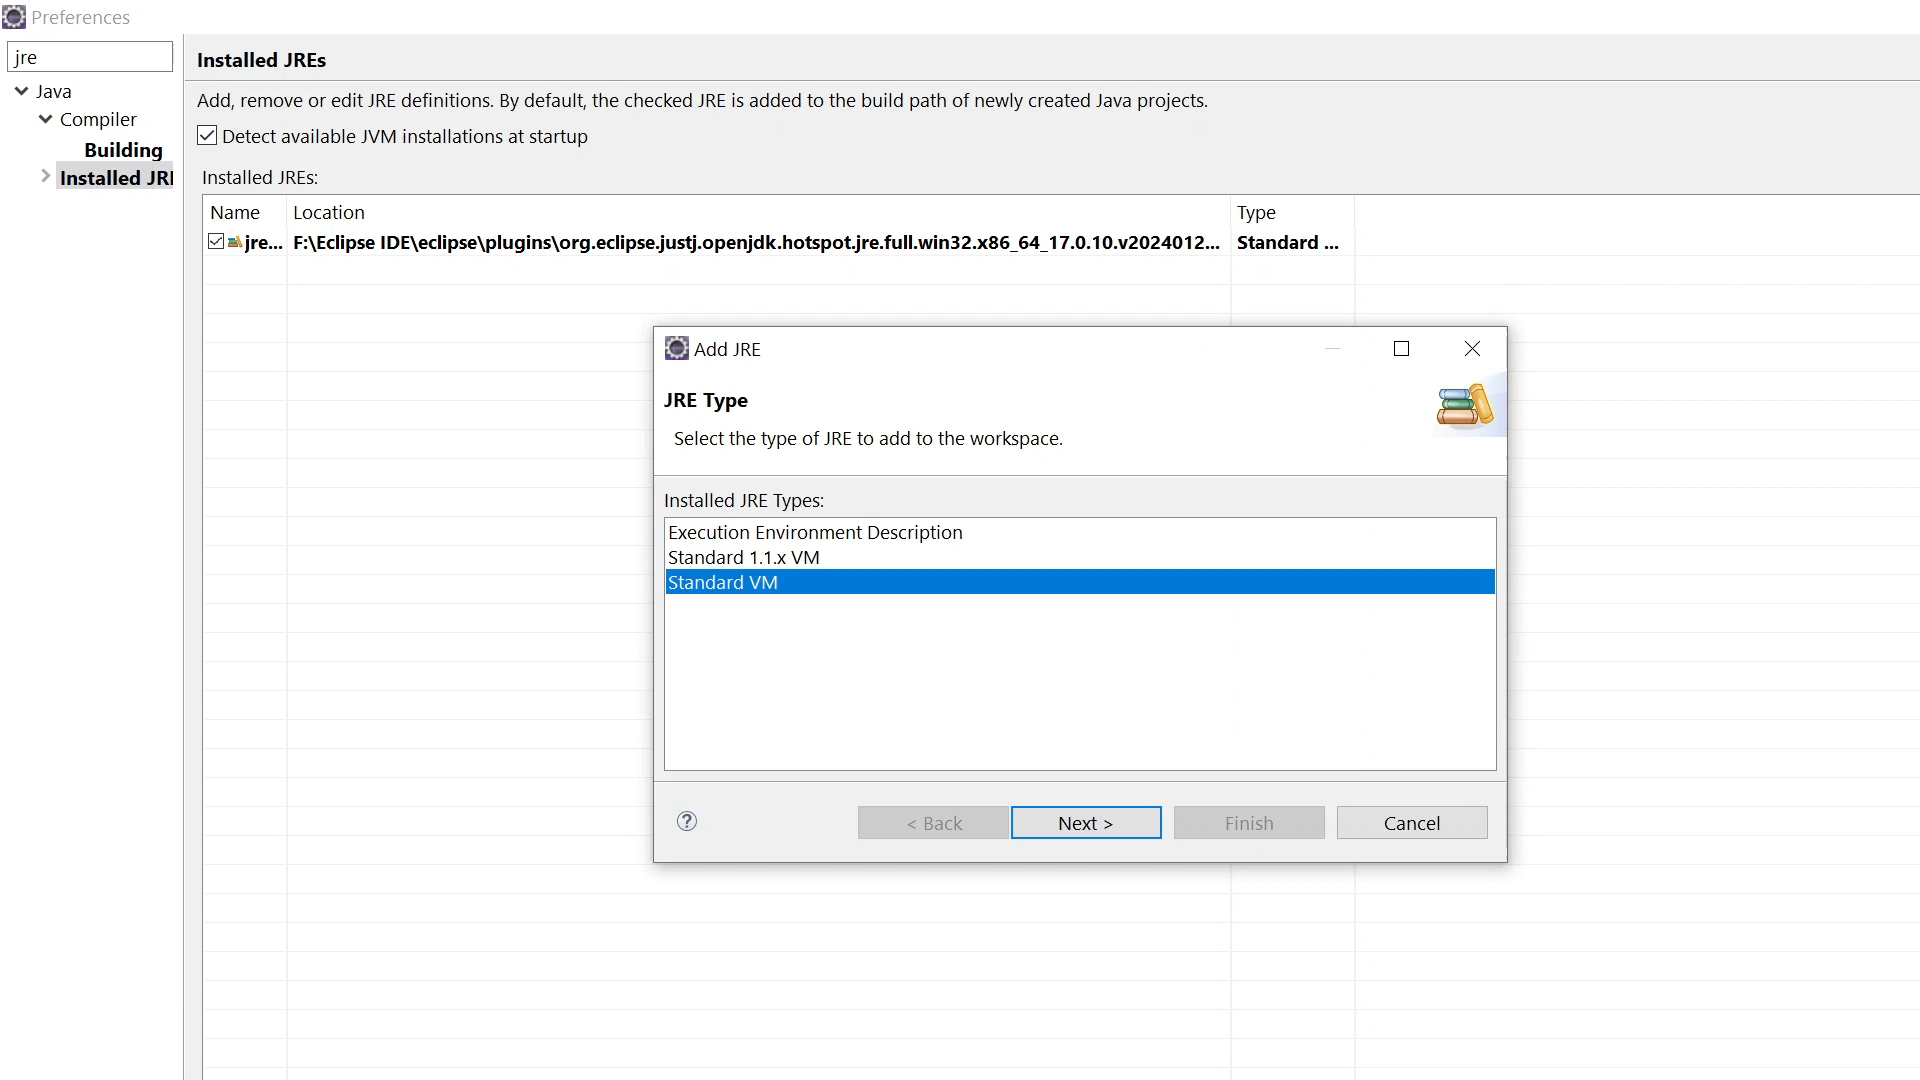 Preferences
jre
Java
Compiler
Building
Installed JRE
Installed JREs
Add, remove or edit JRE definitions. By default, the checked JRE is added to the build path of newly created Java projects.
Detect available JVM installations at startup
Installed JREs:
Name Location Type
jre... F:\Eclipse IDE\eclipse\plugins\org.eclipse.justj.openjdk.hotspot.jre.full.win32.x86_64_17.0.10.v2024012... Standard ...
Add JRE
JRE Type
Select the type of JRE to add to the workspace.
Installed JRE Types:
Execution Environment Description
Standard 1.1.x VM
Standard VM
< Back Next > Finish Cancel